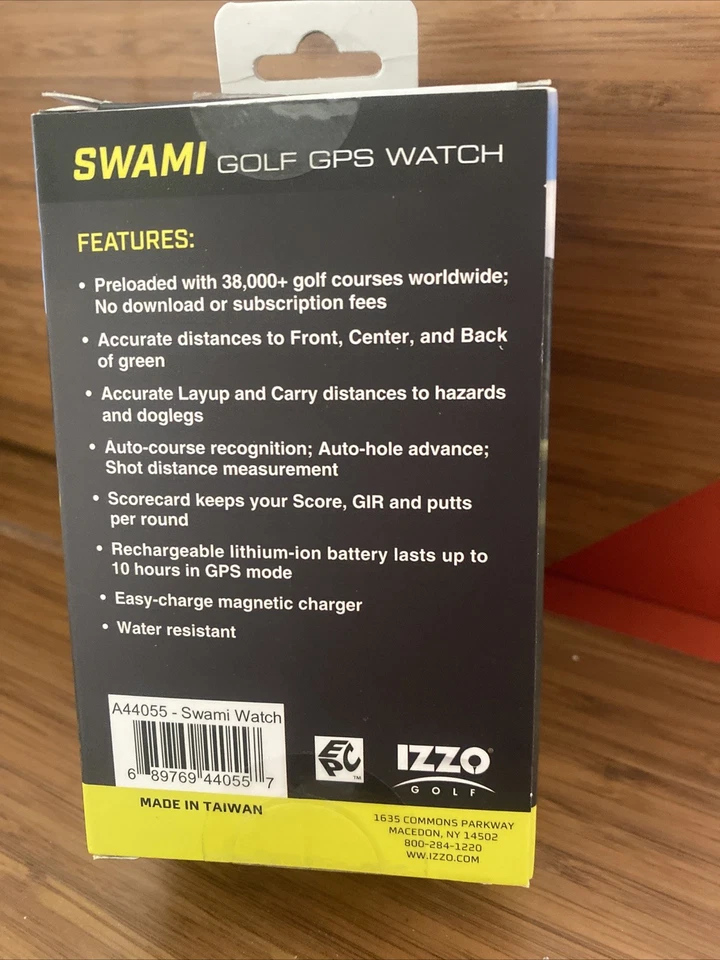 SWAMI GOLF GPS WATCH
FEATURES:
• Preloaded with 38,000+ golf courses worldwide;
No download or subscription fees
• Accurate distances to Front, Center, and Back
of green
• Accurate Layup and Carry distances to hazards
and doglegs
• Auto-course recognition; Auto-hole advance;
Shot distance measurement
• Scorecard keeps your Score, GIR and putts
per round
• Rechargeable lithium-ion battery lasts up to
10 hours in GPS mode
• Easy-charge magnetic charger
• Water resistant
A44055 - Swami Watch
6 89769 44055 7
EPC™
IZZO®
GOLF
MADE IN TAIWAN
1635 COMMONS PARKWAY
MACEDON, NY 14502
800-284-1220
WW.IZZO.COM